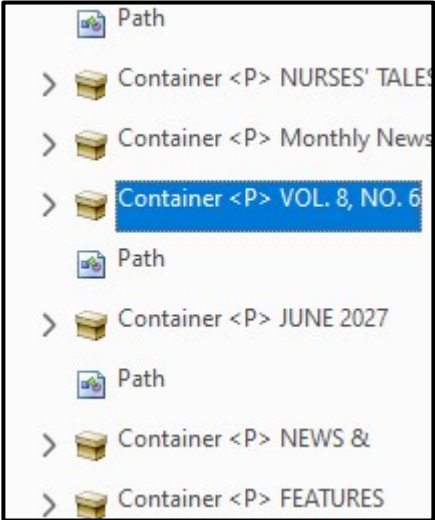 Path
Container <P> NURSES' TALES
Container <P> Monthly News
Container <P> VOL. 8, NO. 6
Path
Container <P> JUNE 2027
Path
Container <P> NEWS &
Container <P> FEATURES